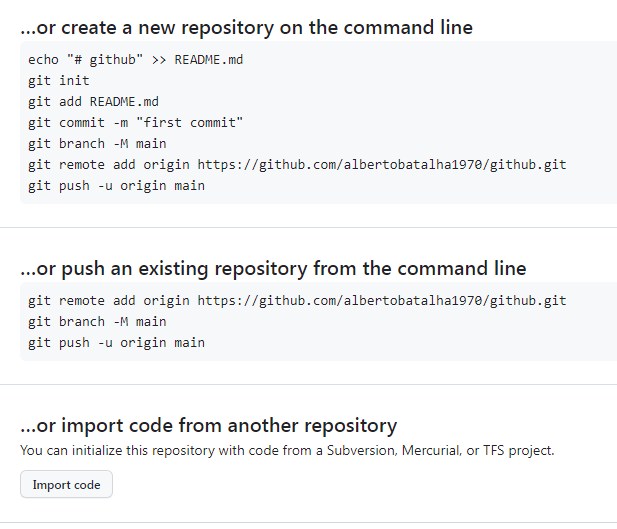 ...or create a new repository on the command line
echo "# github" >> README.md
git init
git add README.md
git commit -m "first commit"
git branch -M main
git remote add origin https://github.com/albertobatalha1970/github.git
git push -u origin main
...or push an existing repository from the command line
git remote add origin https://github.com/albertobatalha1970/github.git
git branch -M main
git push -u origin main
...or import code from another repository
You can initialize this repository with code from a Subversion, Mercurial, or TFS project.
Import code